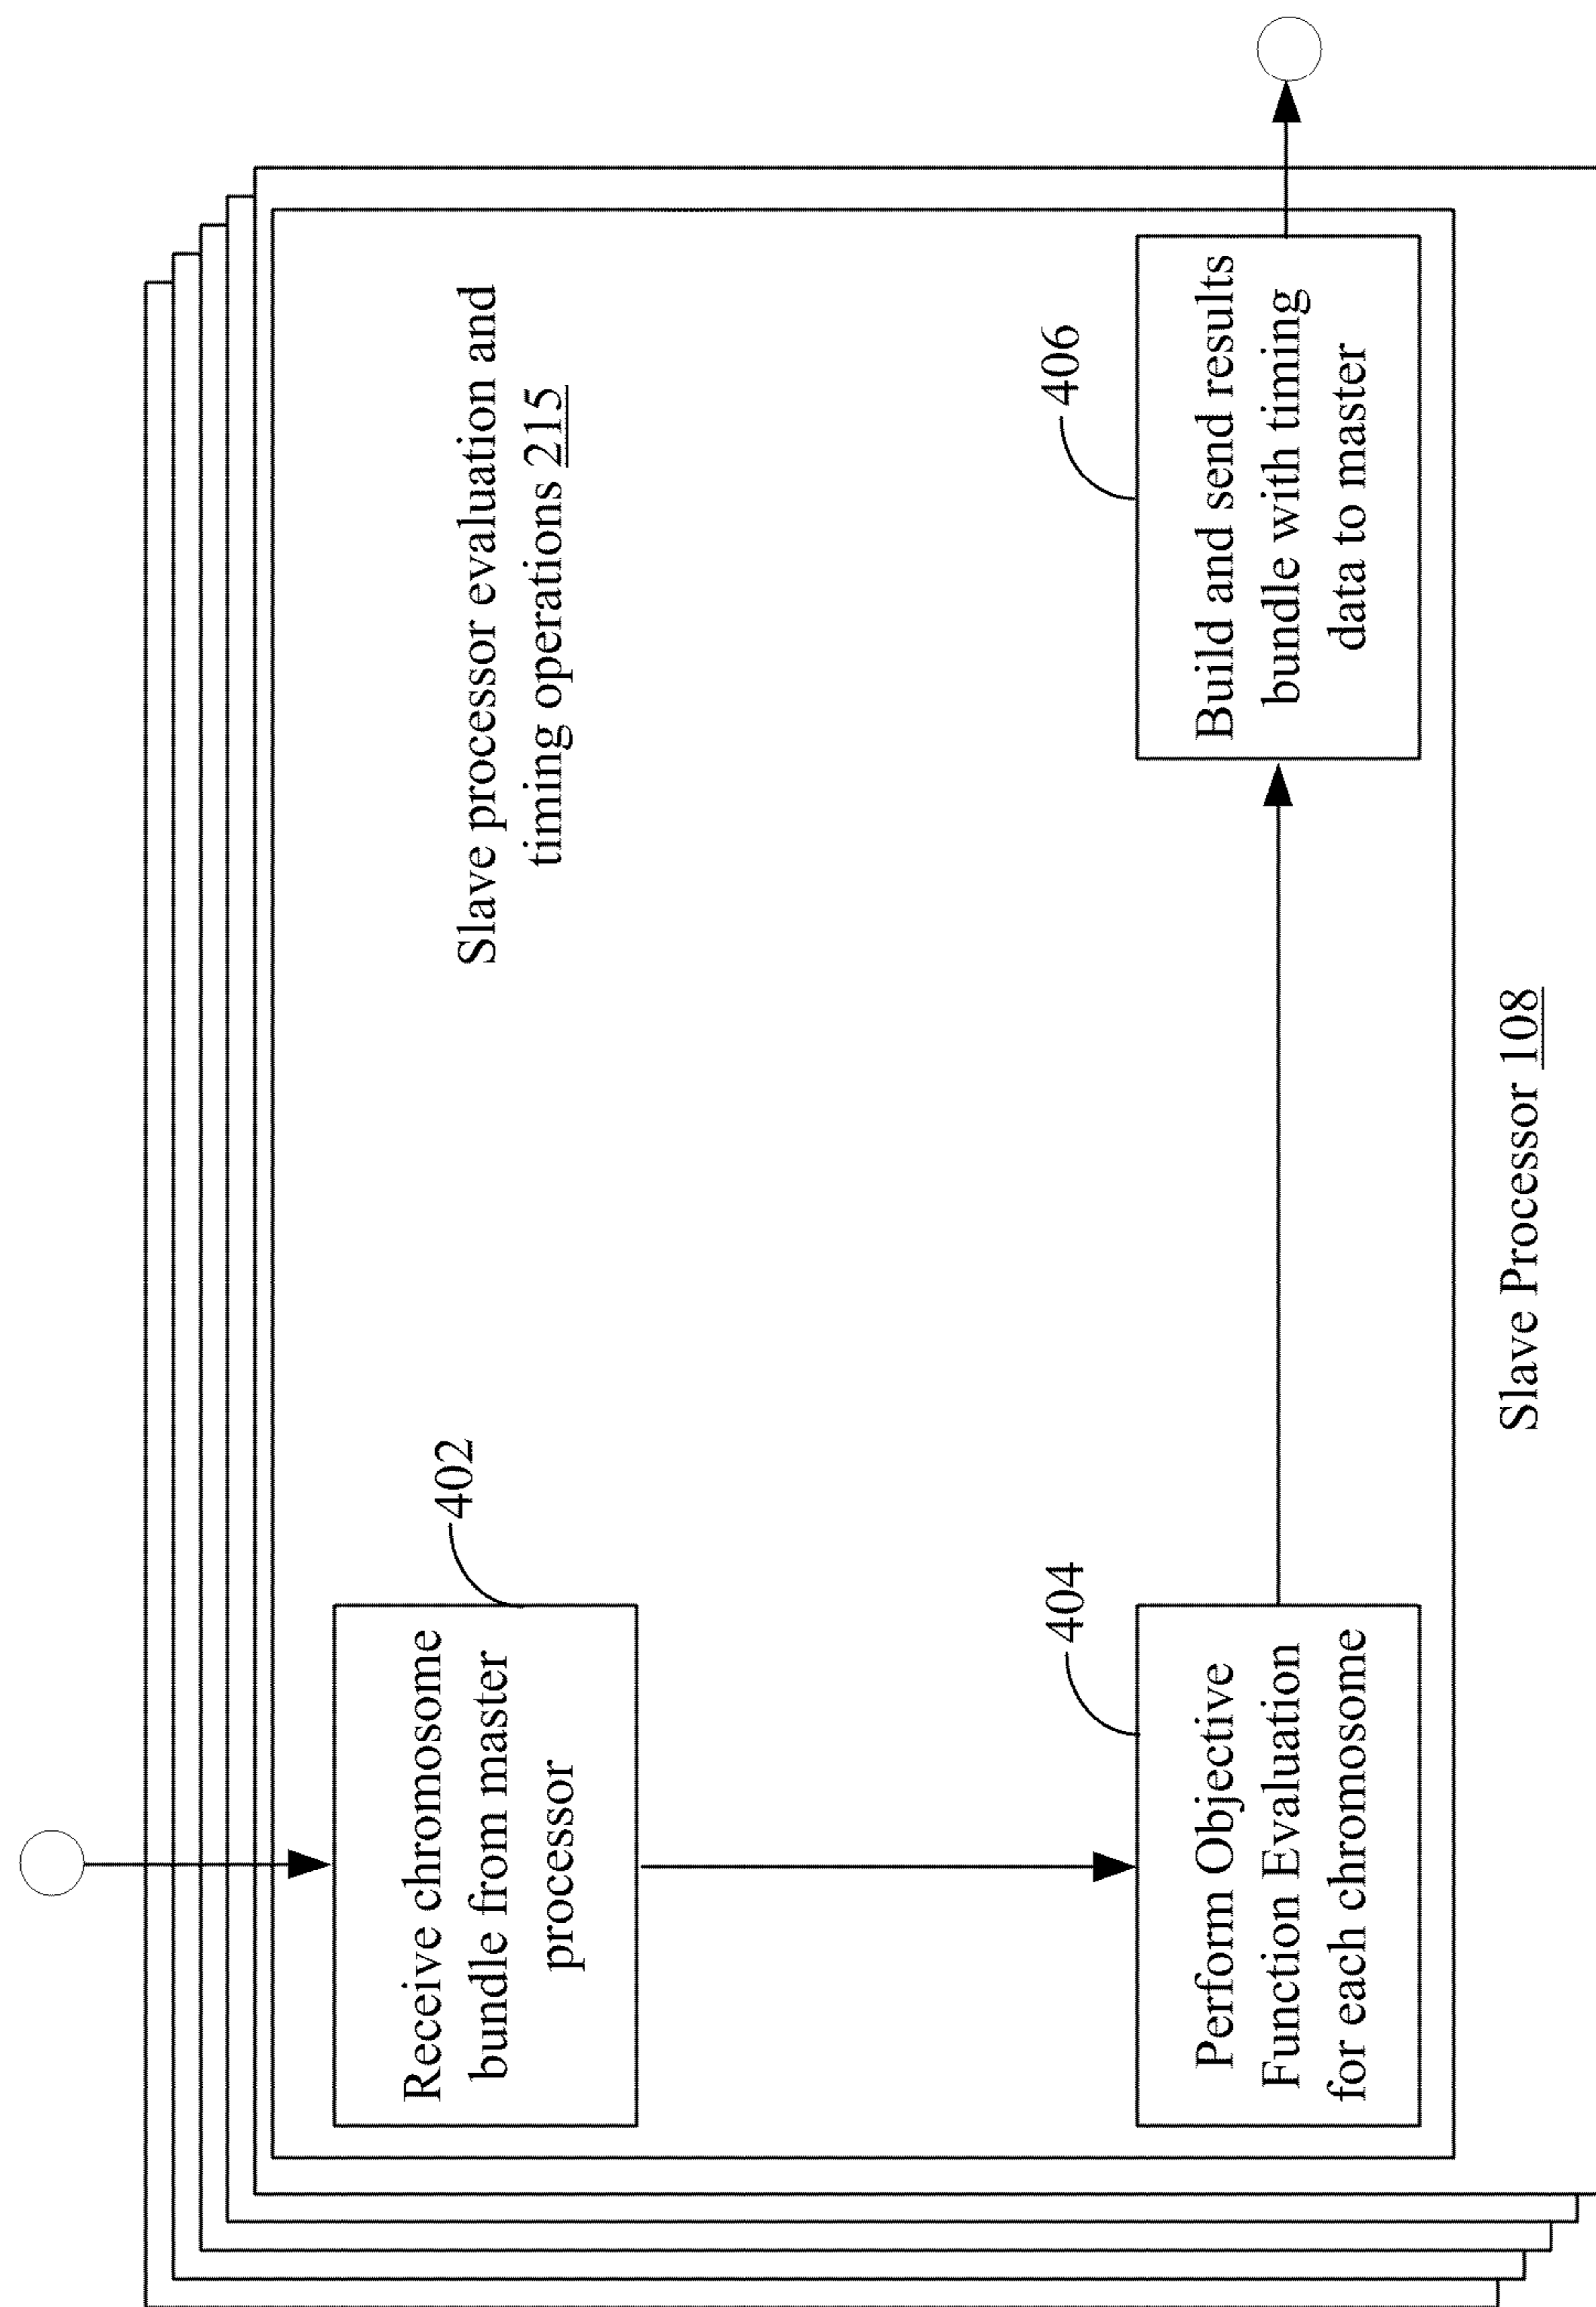 Slave processor evaluation and
timing operations 215
402
Receive chromosome
bundle from master
processor
404
Perform Objective
Function Evaluation
for each chromosome
406
Build and send results
bundle with timing
data to master
Slave Processor 108